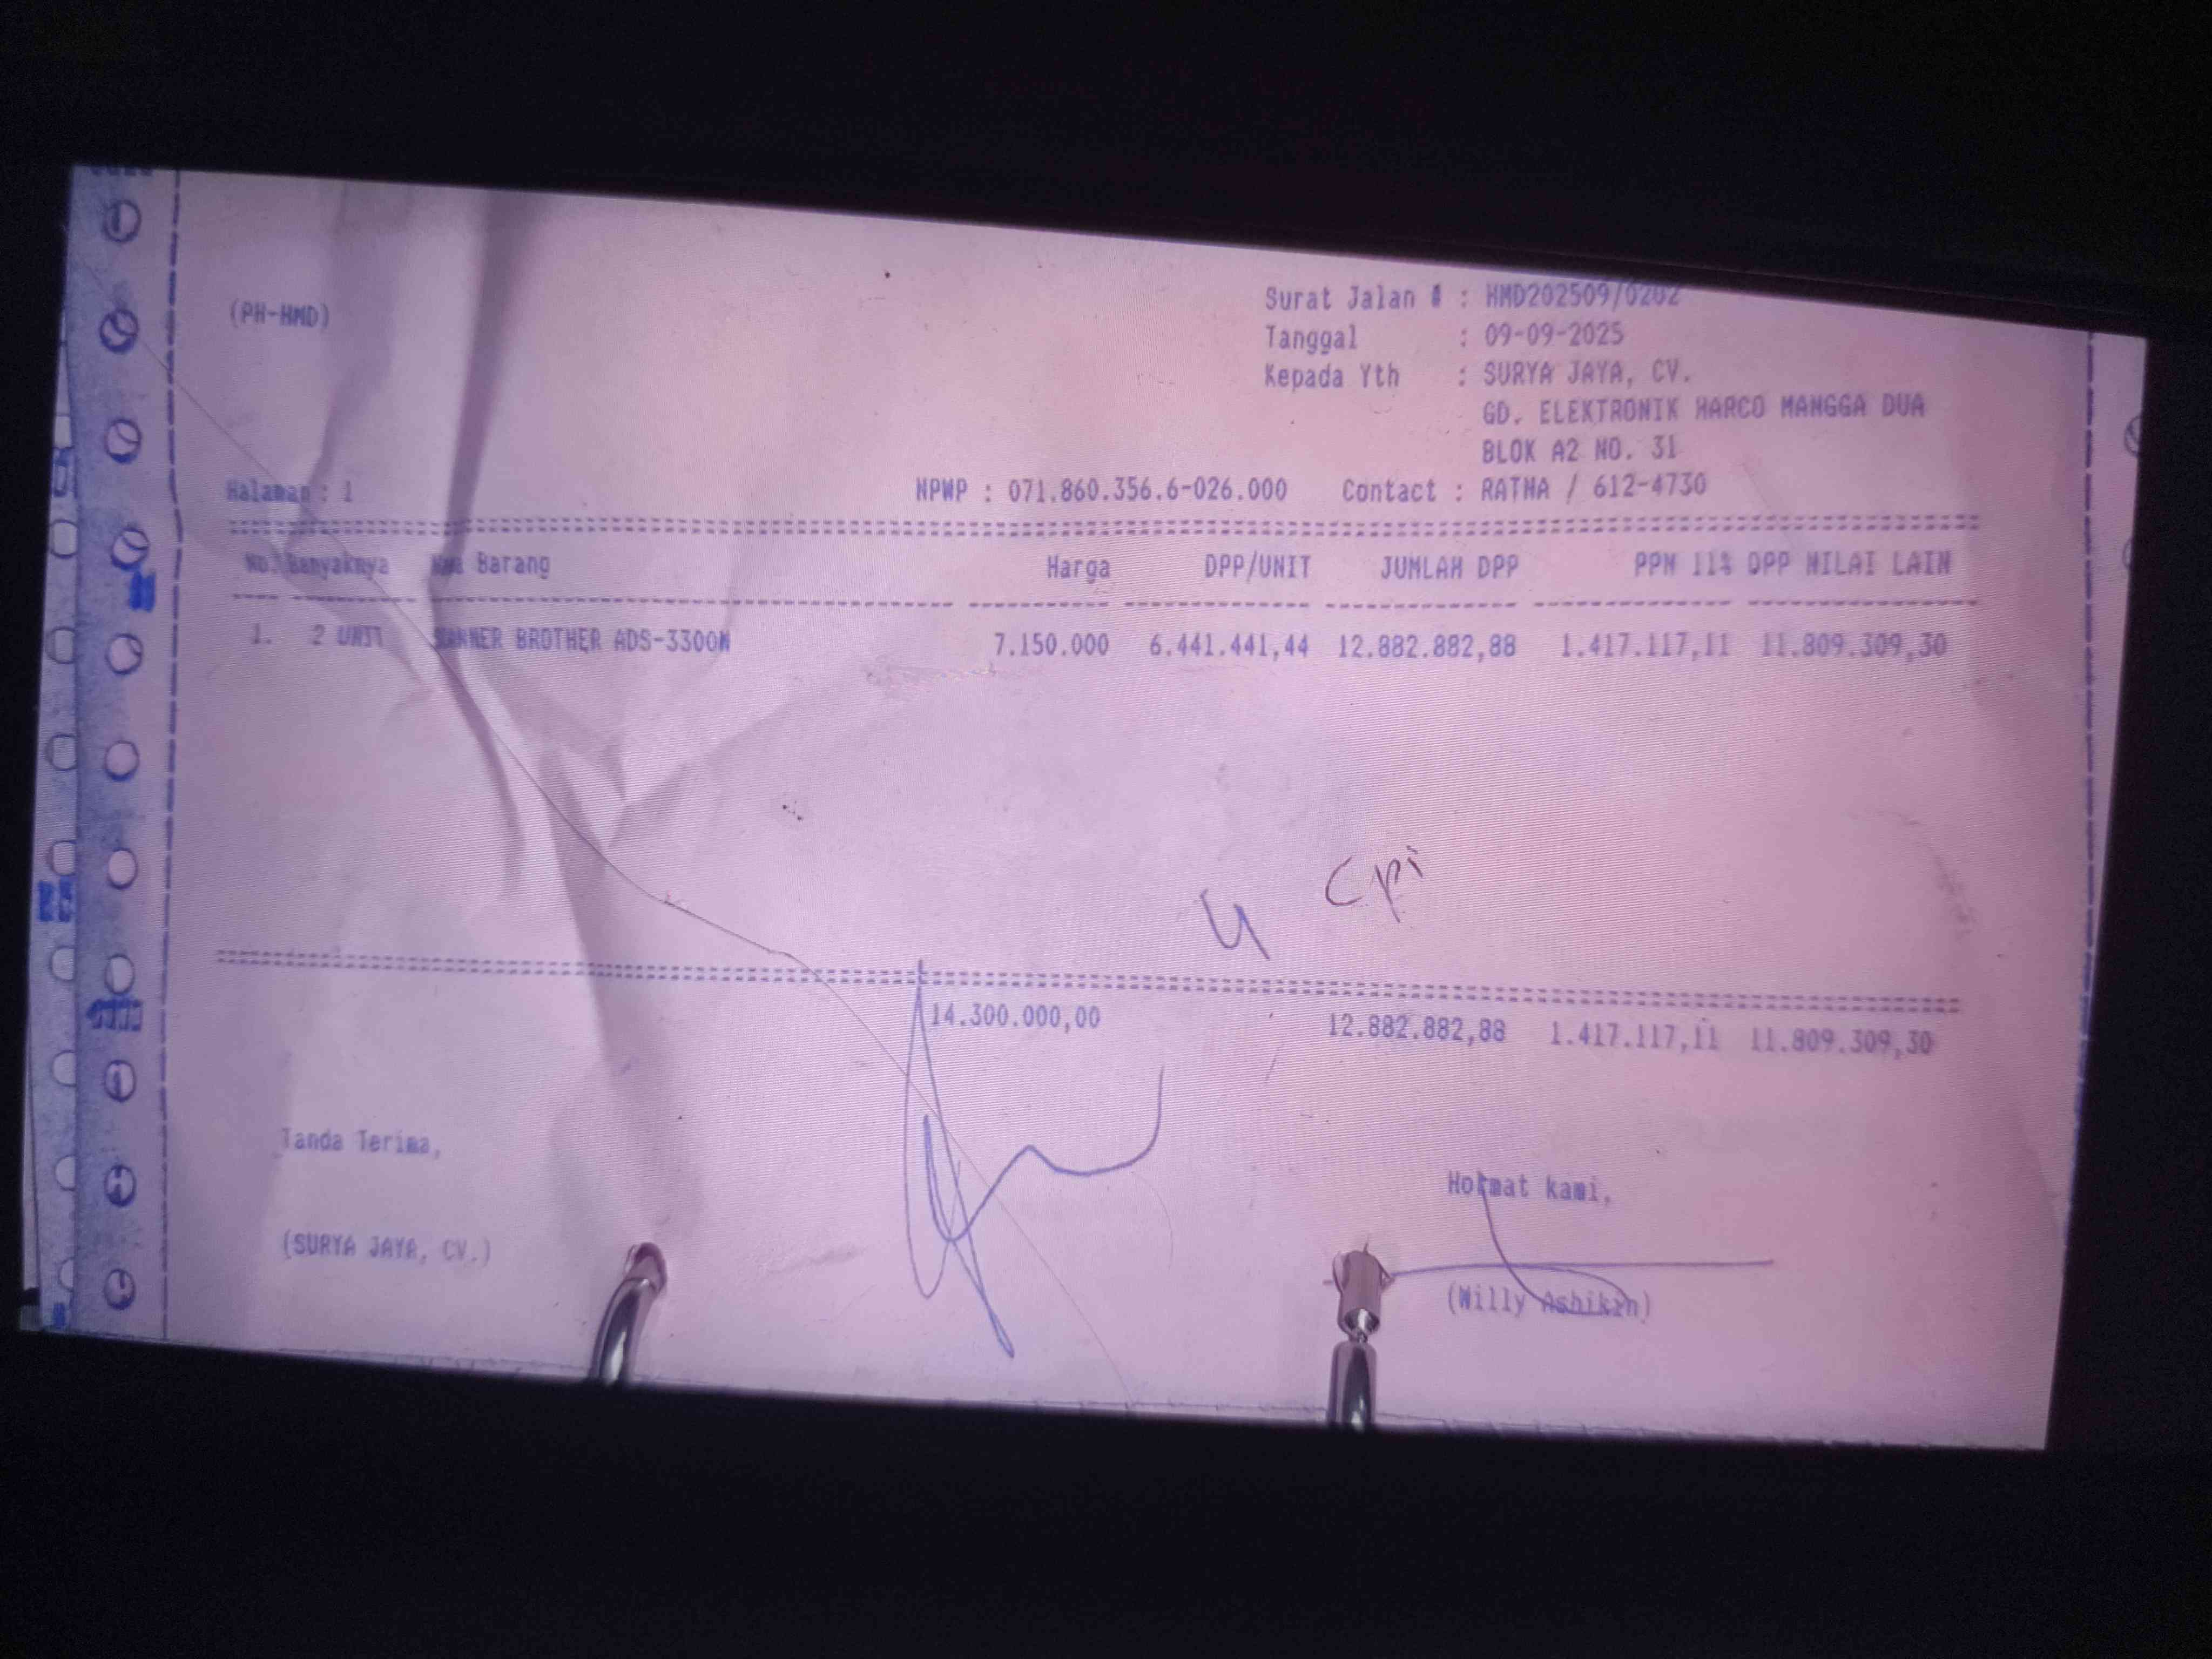 (PH-HMD)
Surat Jalan # : HMD202509/0202
Tanggal : 09-09-2025
Kepada Yth : SURYA JAYA, CV.
GD. ELEKTRONIK HARCO MANGGA DUA
BLOK A2 NO. 31
Halaman : 1 NPWP : 071.860.356.6-026.000 Contact : RATNA / 612-4730
No. Banyaknya Nma Barang Harga DPP/UNIT JUMLAH DPP PPN 11% DPP NILAI LAIN
1. 2 UNIT SCANNER BROTHER ADS-3300W 7.150.000 6.441.441,44 12.882.882,88 1.417.117,11 11.809.309,30
Cpi
14.300.000,00 12.882.882,88 1.417.117,11 11.809.309,30
Tanda Terima,
Hormat kami,
(SURYA JAYA, CV.)
(Willy Ashikin)